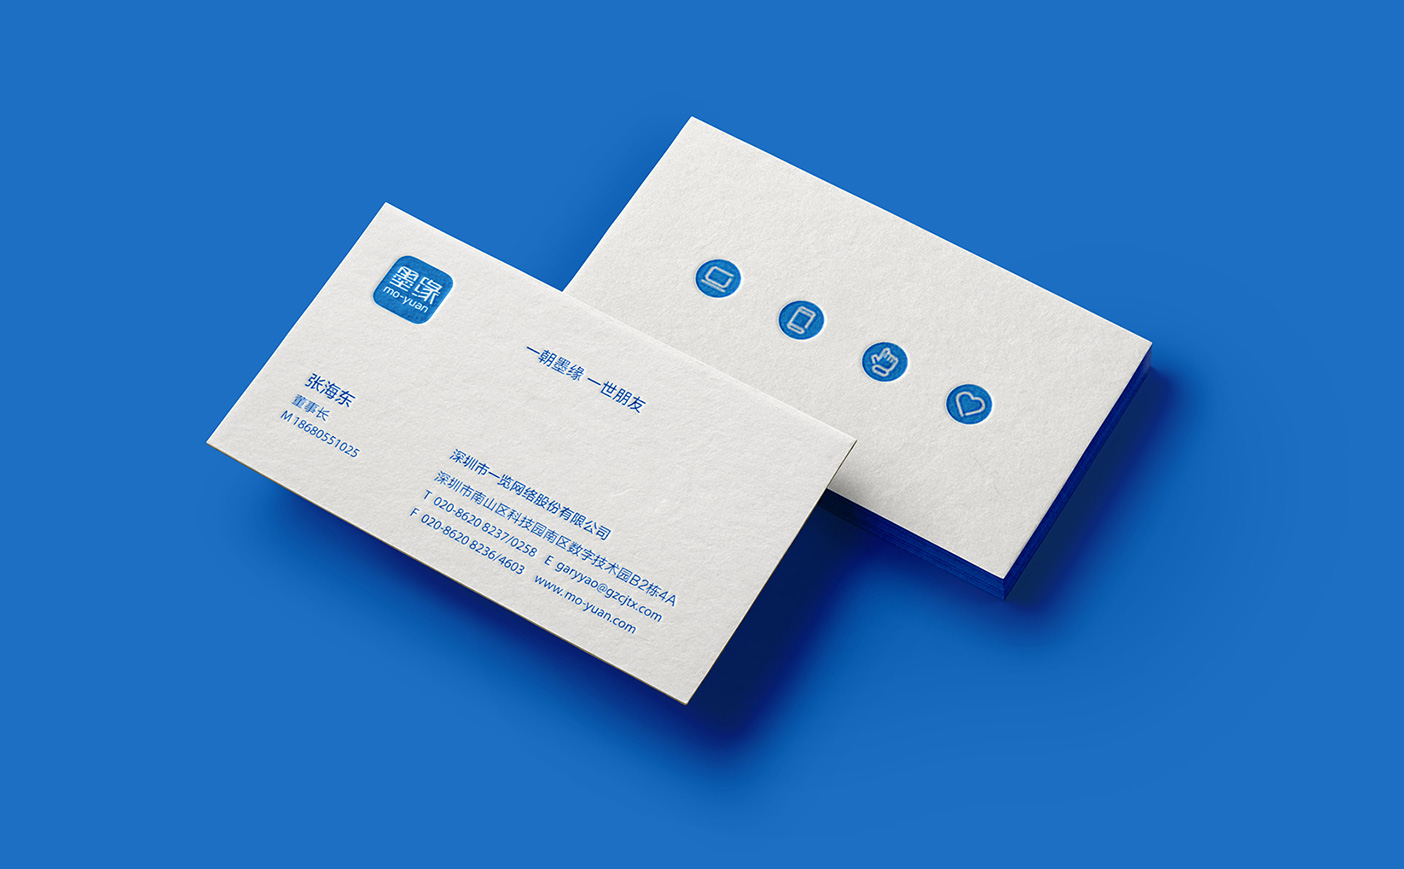 墨缘
mo-yuan
一朝墨缘 一世朋友
张海东
董事长
M 18680551025
深圳市一览网络股份有限公司
深圳市南山区科技园南区数字技术园B2栋4A
T 020-8620 8237/0258 E garyyao@gzcjtx.com
F 020-8620 8236/4603 www.mo-yuan.com